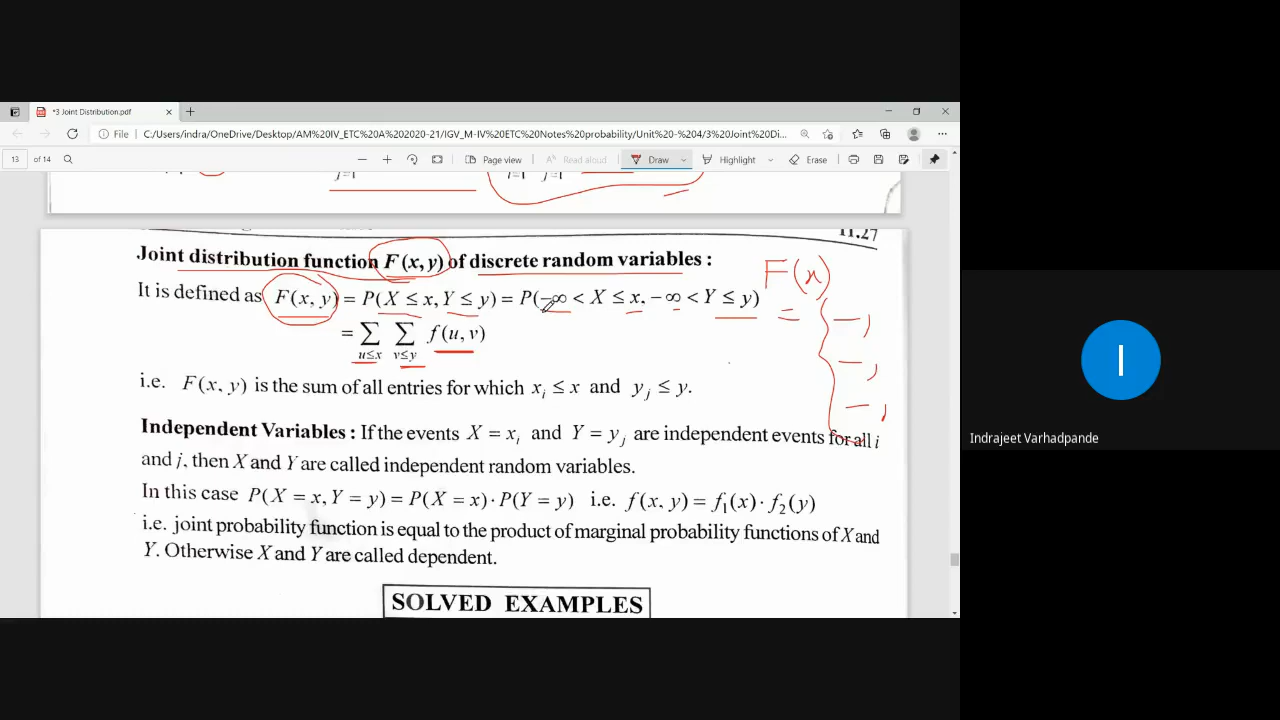 *3 Joint Distribution.pdf
File C:/Users/indra/OneDrive/Desktop/AM%20IV_ETC%20A%202020-21/IGV_M-IV%20ETC%20Notes%20probability/Unit%20-%204/3%20Joint%20Di...
13 of 14 Page view Read aloud Draw Highlight Erase
j=1 i=1 j=1
11.27
Joint distribution function F(x, y) of discrete random variables :
F(x)
It is defined as F(x, y) = P(X ≤ x, Y ≤ y) = P(−∞ < X ≤ x, −∞ < Y ≤ y)
=
= ∑ ∑ f(u, v)
u≤x v≤y
i.e. F(x, y) is the sum of all entries for which xᵢ ≤ x and yⱼ ≤ y.
Independent Variables : If the events X = xᵢ and Y = yⱼ are independent events for all i
and j, then X and Y are called independent random variables.
In this case P(X = x, Y = y) = P(X = x) · P(Y = y) i.e. f(x, y) = f₁(x) · f₂(y)
i.e. joint probability function is equal to the product of marginal probability functions of X and
Y. Otherwise X and Y are called dependent.
SOLVED EXAMPLES
I
Indrajeet Varhadpande